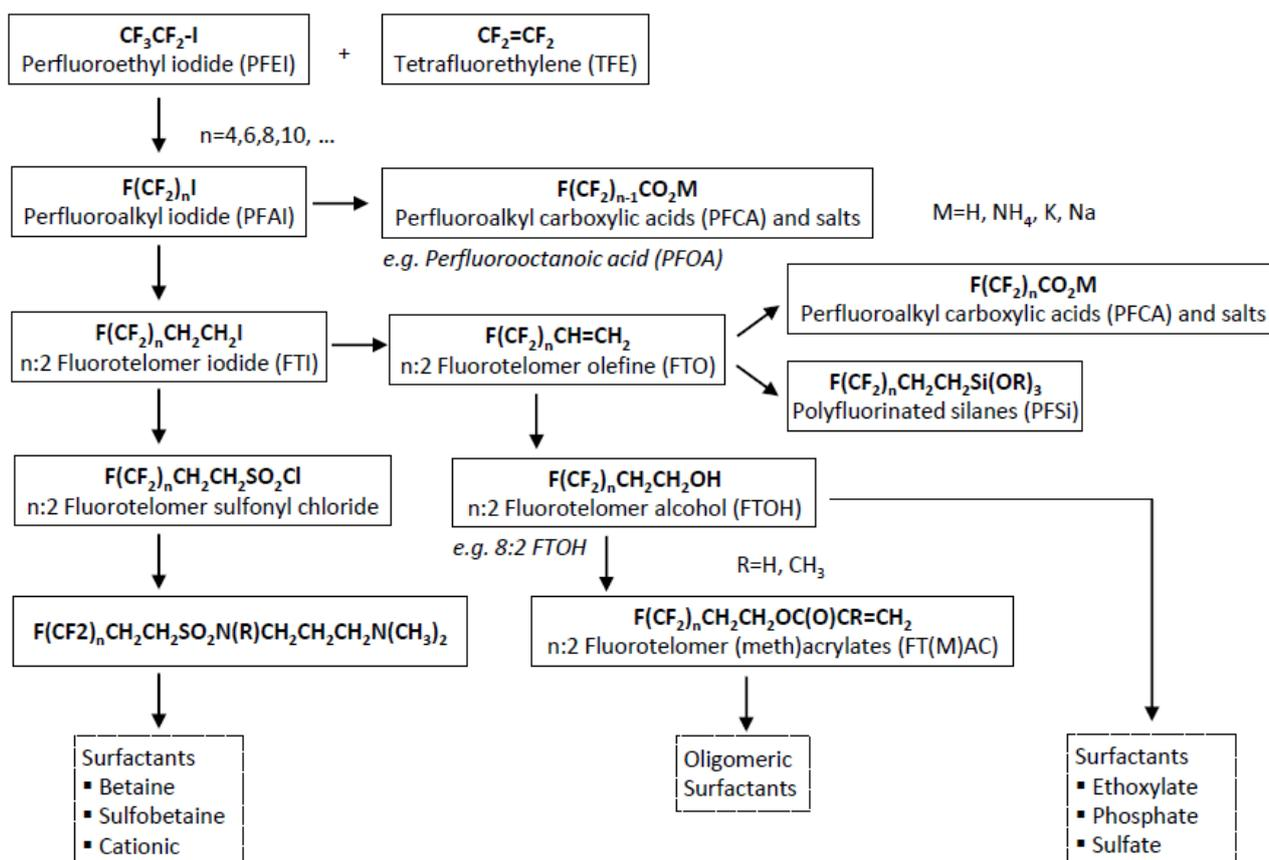 CF₃CF₂-I
Perfluoroethyl iodide (PFEI)
+
CF₂=CF₂
Tetrafluorethylene (TFE)
n=4,6,8,10, ...
F(CF₂)ₙI
Perfluoroalkyl iodide (PFAI)
F(CF₂)ₙ₋₁CO₂M
Perfluoroalkyl carboxylic acids (PFCA) and salts
M=H, NH₄, K, Na
e.g. Perfluorooctanoic acid (PFOA)
F(CF₂)ₙCO₂M
Perfluoroalkyl carboxylic acids (PFCA) and salts
F(CF₂)ₙCH₂CH₂I
n:2 Fluorotelomer iodide (FTI)
F(CF₂)ₙCH=CH₂
n:2 Fluorotelomer olefine (FTO)
F(CF₂)ₙCH₂CH₂Si(OR)₃
Polyfluorinated silanes (PFSi)
F(CF₂)ₙCH₂CH₂SO₂Cl
n:2 Fluorotelomer sulfonyl chloride
F(CF₂)ₙCH₂CH₂OH
n:2 Fluorotelomer alcohol (FTOH)
e.g. 8:2 FTOH
R=H, CH₃
F(CF2)ₙCH₂CH₂SO₂N(R)CH₂CH₂CH₂N(CH₃)₂
F(CF₂)ₙCH₂CH₂OC(O)CR=CH₂
n:2 Fluorotelomer (meth)acrylates (FT(M)AC)
Surfactants
▪ Betaine
▪ Sulfobetaine
▪ Cationic
Oligomeric
Surfactants
Surfactants
▪ Ethoxylate
▪ Phosphate
▪ Sulfate